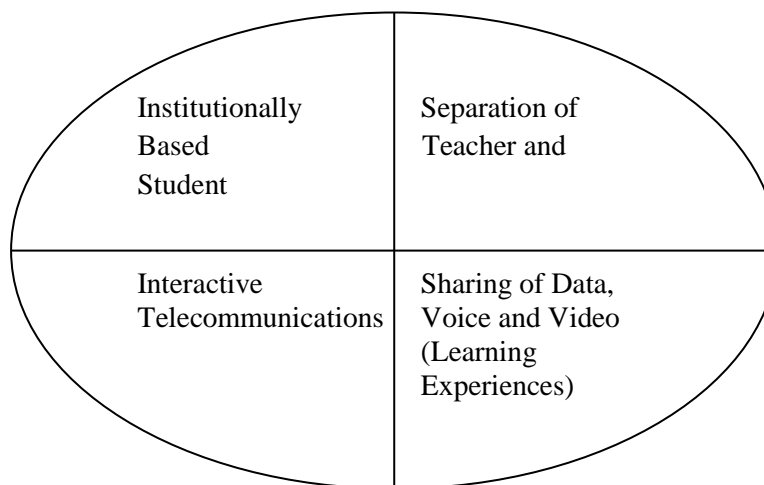 Institutionally
Based
Student
Separation of
Teacher and
Interactive
Telecommunications
Sharing of Data,
Voice and Video
(Learning
Experiences)